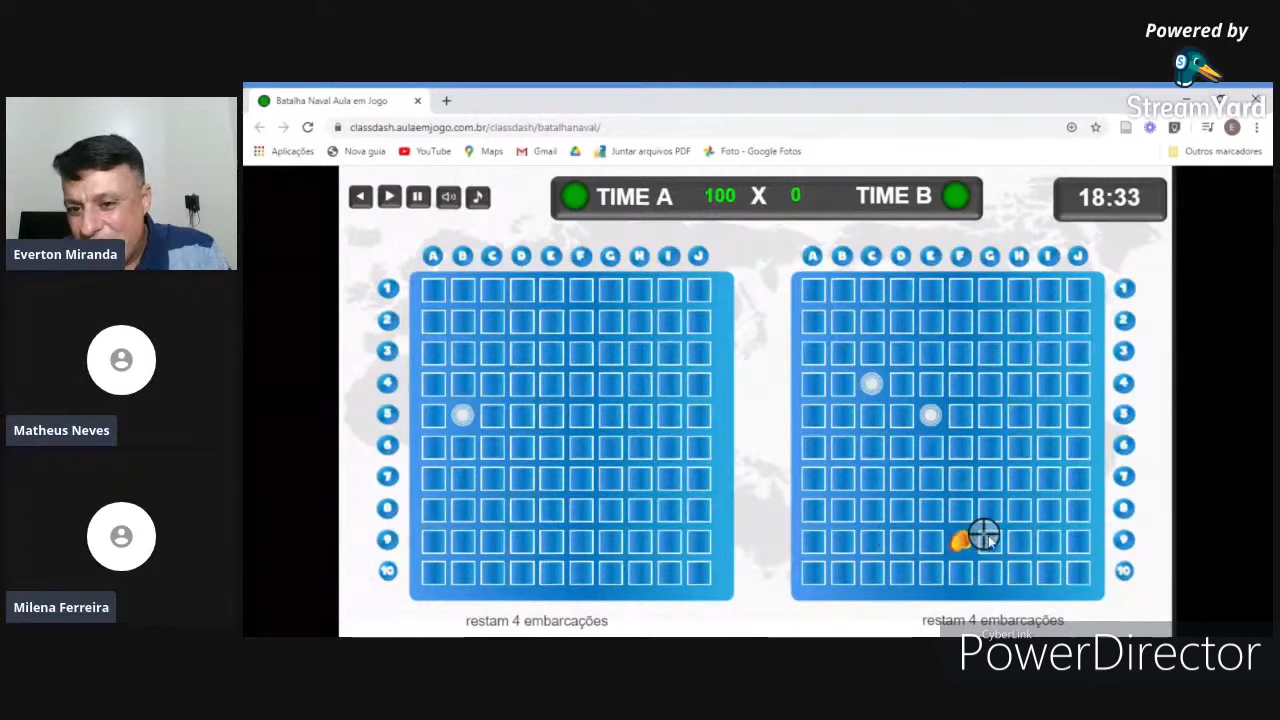 Powered by
StreamYard
Batalha Naval Aula em Jogo
classdash.aulaemjogo.com.br/classdash/batalhanaval/
E
Aplicações Nova guia YouTube Maps Gmail Juntar arquivos PDF Foto - Google Fotos Outros marcadores
TIME A 100 X 0 TIME B 18:33
A B C D E F G H I J A B C D E F G H I J
1 1
2 2
3 3
4 4
5 5
6 6
7 7
8 8
9 9
10 10
restam 4 embarcações restam 4 embarcações
Everton Miranda
Matheus Neves
Milena Ferreira
CyberLink
PowerDirector